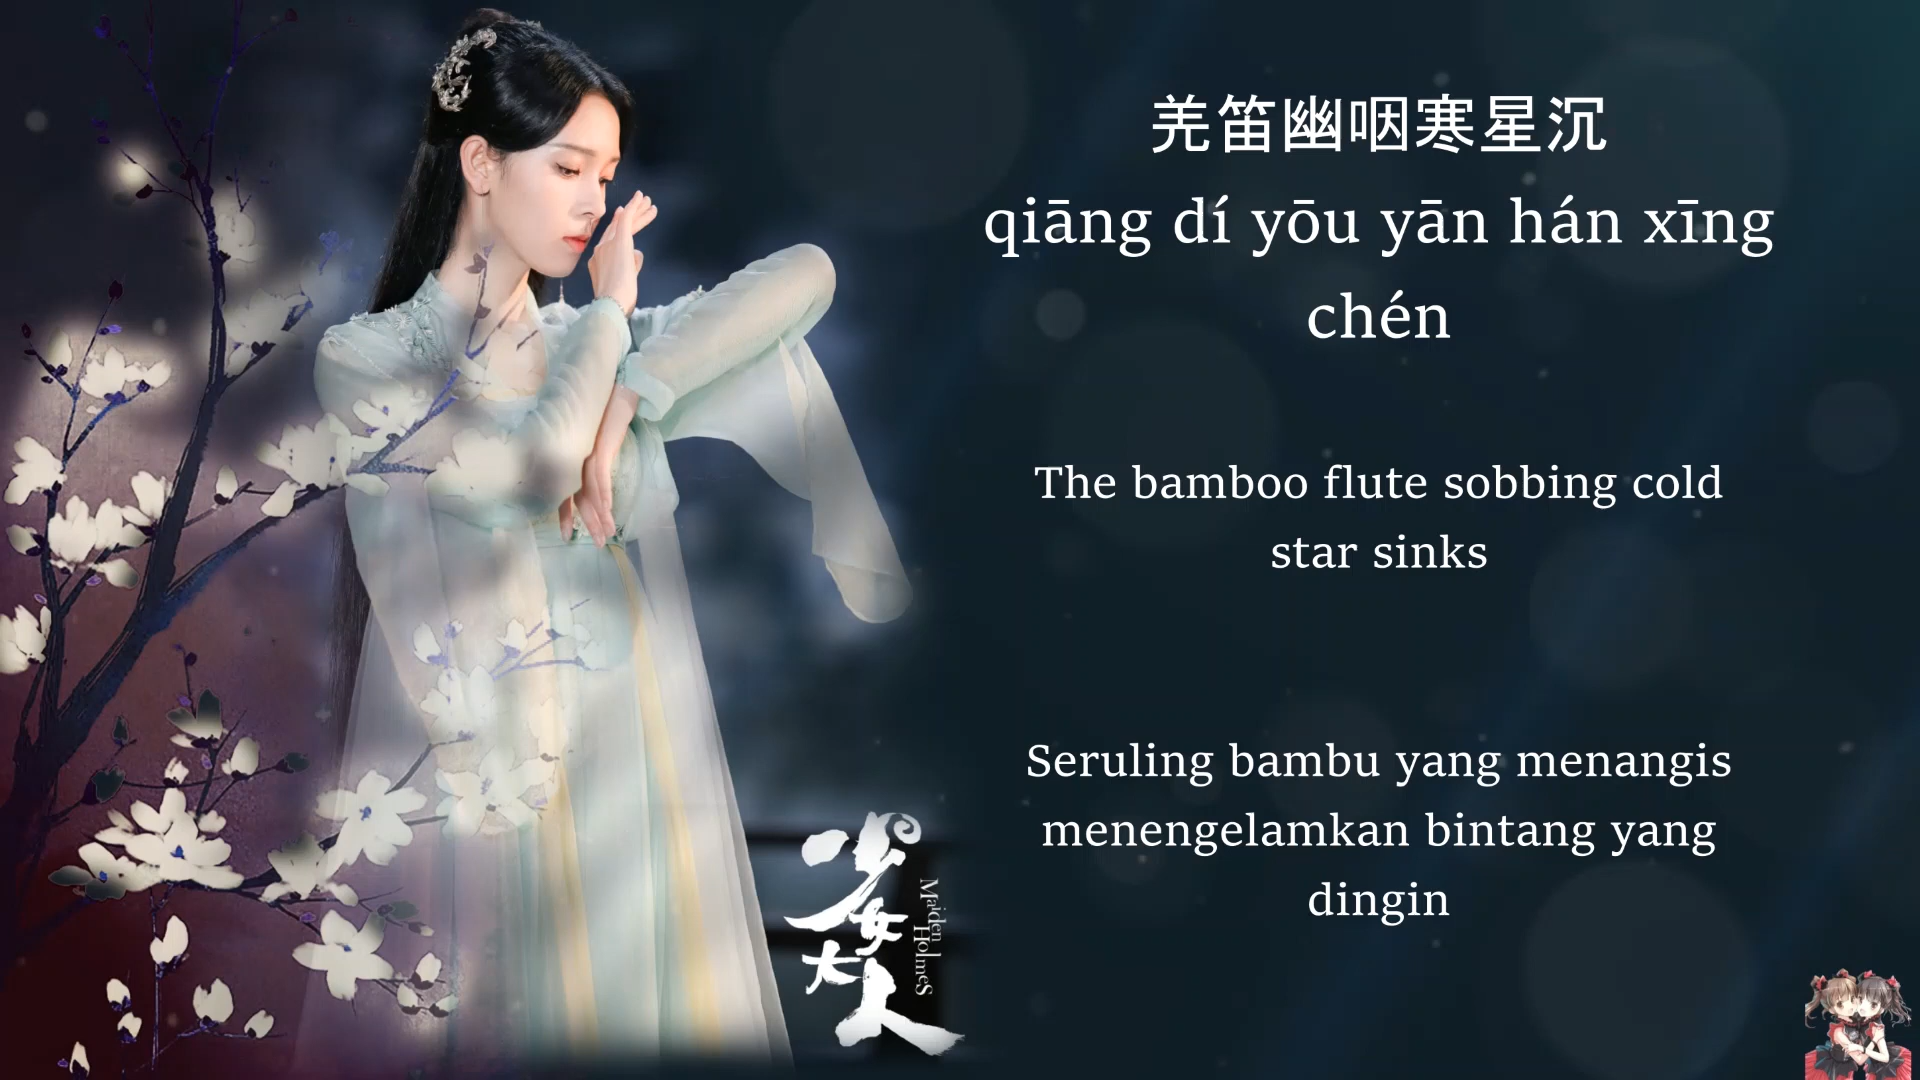 羌笛幽咽寒星沉
qiāng dí yōu yān hán xīng
chén
The bamboo flute sobbing cold
star sinks
Seruling bambu yang menangis
menengelamkan bintang yang
dingin
少女大人
Maiden Holmes